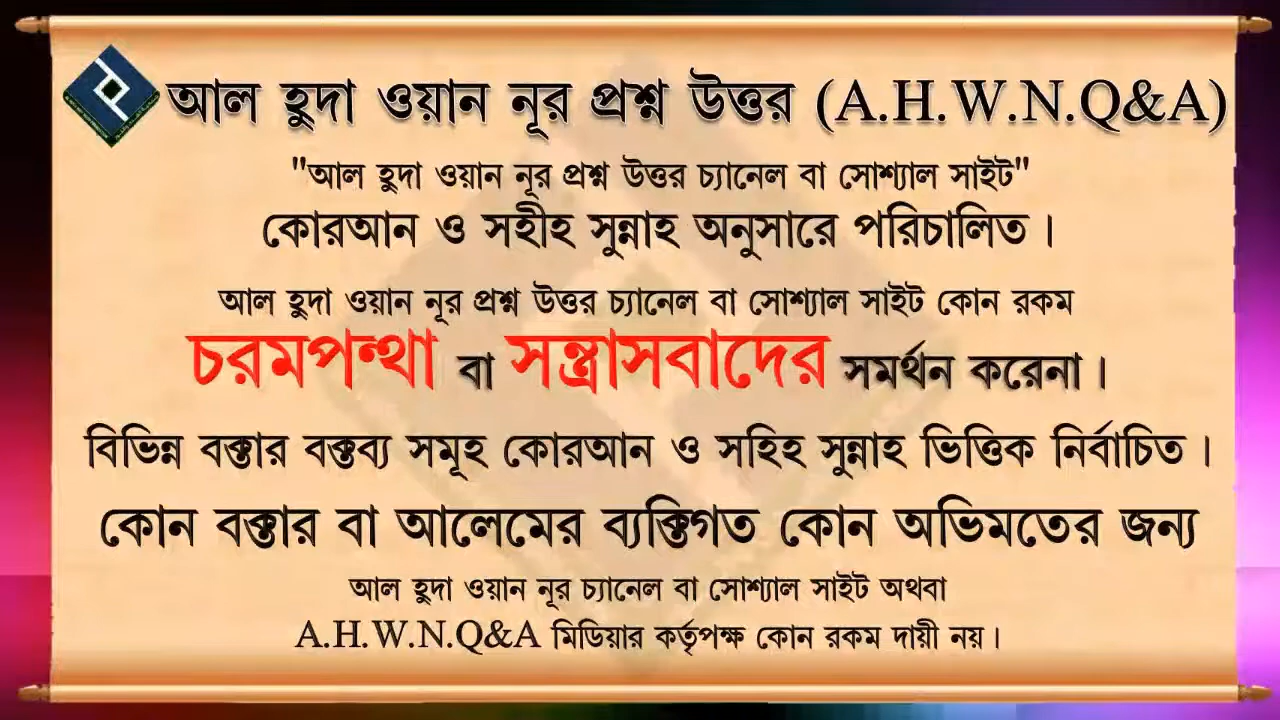 আল হুদা ওয়ান নূর প্রশ্ন উত্তর (A.H.W.N.Q&A)
"আল হুদা ওয়ান নূর প্রশ্ন উত্তর চ্যানেল বা সোশ্যাল সাইট"
কোরআন ও সহীহ সুন্নাহ অনুসারে পরিচালিত।
আল হুদা ওয়ান নূর প্রশ্ন উত্তর চ্যানেল বা সোশ্যাল সাইট কোন রকম
চরমপন্থা বা সন্ত্রাসবাদের সমর্থন করেনা।
বিভিন্ন বক্তার বক্তব্য সমূহ কোরআন ও সহিহ সুন্নাহ ভিত্তিক নির্বাচিত।
কোন বক্তার বা আলেমের ব্যক্তিগত কোন অভিমতের জন্য
আল হুদা ওয়ান নূর চ্যানেল বা সোশ্যাল সাইট অথবা
A.H.W.N.Q&A মিডিয়ার কর্তৃপক্ষ কোন রকম দায়ী নয়।